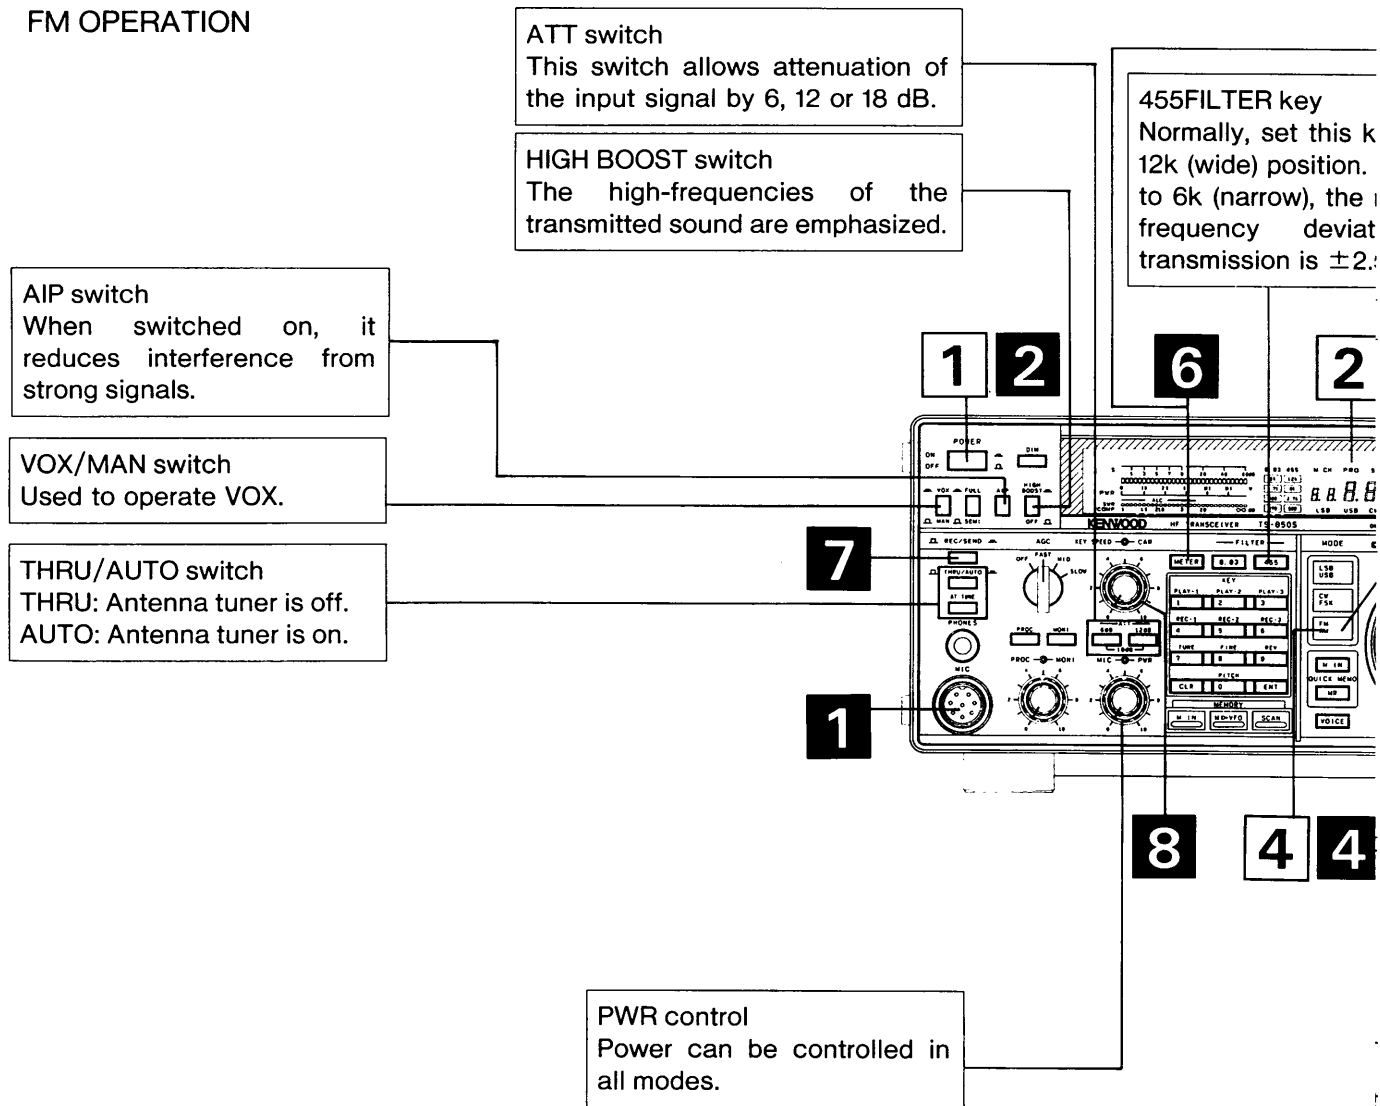 FM OPERATION
ATT switch
This switch allows attenuation of
the input signal by 6, 12 or 18 dB.
HIGH BOOST switch
The high-frequencies of the
transmitted sound are emphasized.
455FILTER key
Normally, set this k
12k (wide) position.
to 6k (narrow), the
frequency deviat
transmission is ±2.
AIP switch
When switched on, it
reduces interference from
strong signals.
VOX/MAN switch
Used to operate VOX.
THRU/AUTO switch
THRU: Antenna tuner is off.
AUTO: Antenna tuner is on.
1 2 6 2
POWER
ON
OFF
DIM
VOX FULL AIP HIGH BOOST
MAN SEMI OFF
S
PWR
ALC
SWR
COMP
8.83 455 M.CH PRO
LSB USB
KENWOOD HF TRANSCEIVER TS-850S
7
REC/SEND AGC KEY SPEED CAR FILTER MODE
OFF FAST MID SLOW
METER 8.83 455
THRU/AUTO
AT TUNE
PHONES
PROC MONI
ATT
6dB 12dB
18dB
PROC MONI MIC PWR
MIC
KEY
PLAY-1 PLAY-2 PLAY-3
1 2 3
REC-1 REC-2 REC-3
4 5 6
TUNE FINE REV
7 8 9
PITCH
CLR 0 ENT
MEMORY
M IN M▶VFO SCAN
LSB
USB
CW
FSK
FM
AM
M IN
QUICK MEMO
MR
VOICE
1
8 4 4
PWR control
Power can be controlled in
all modes.